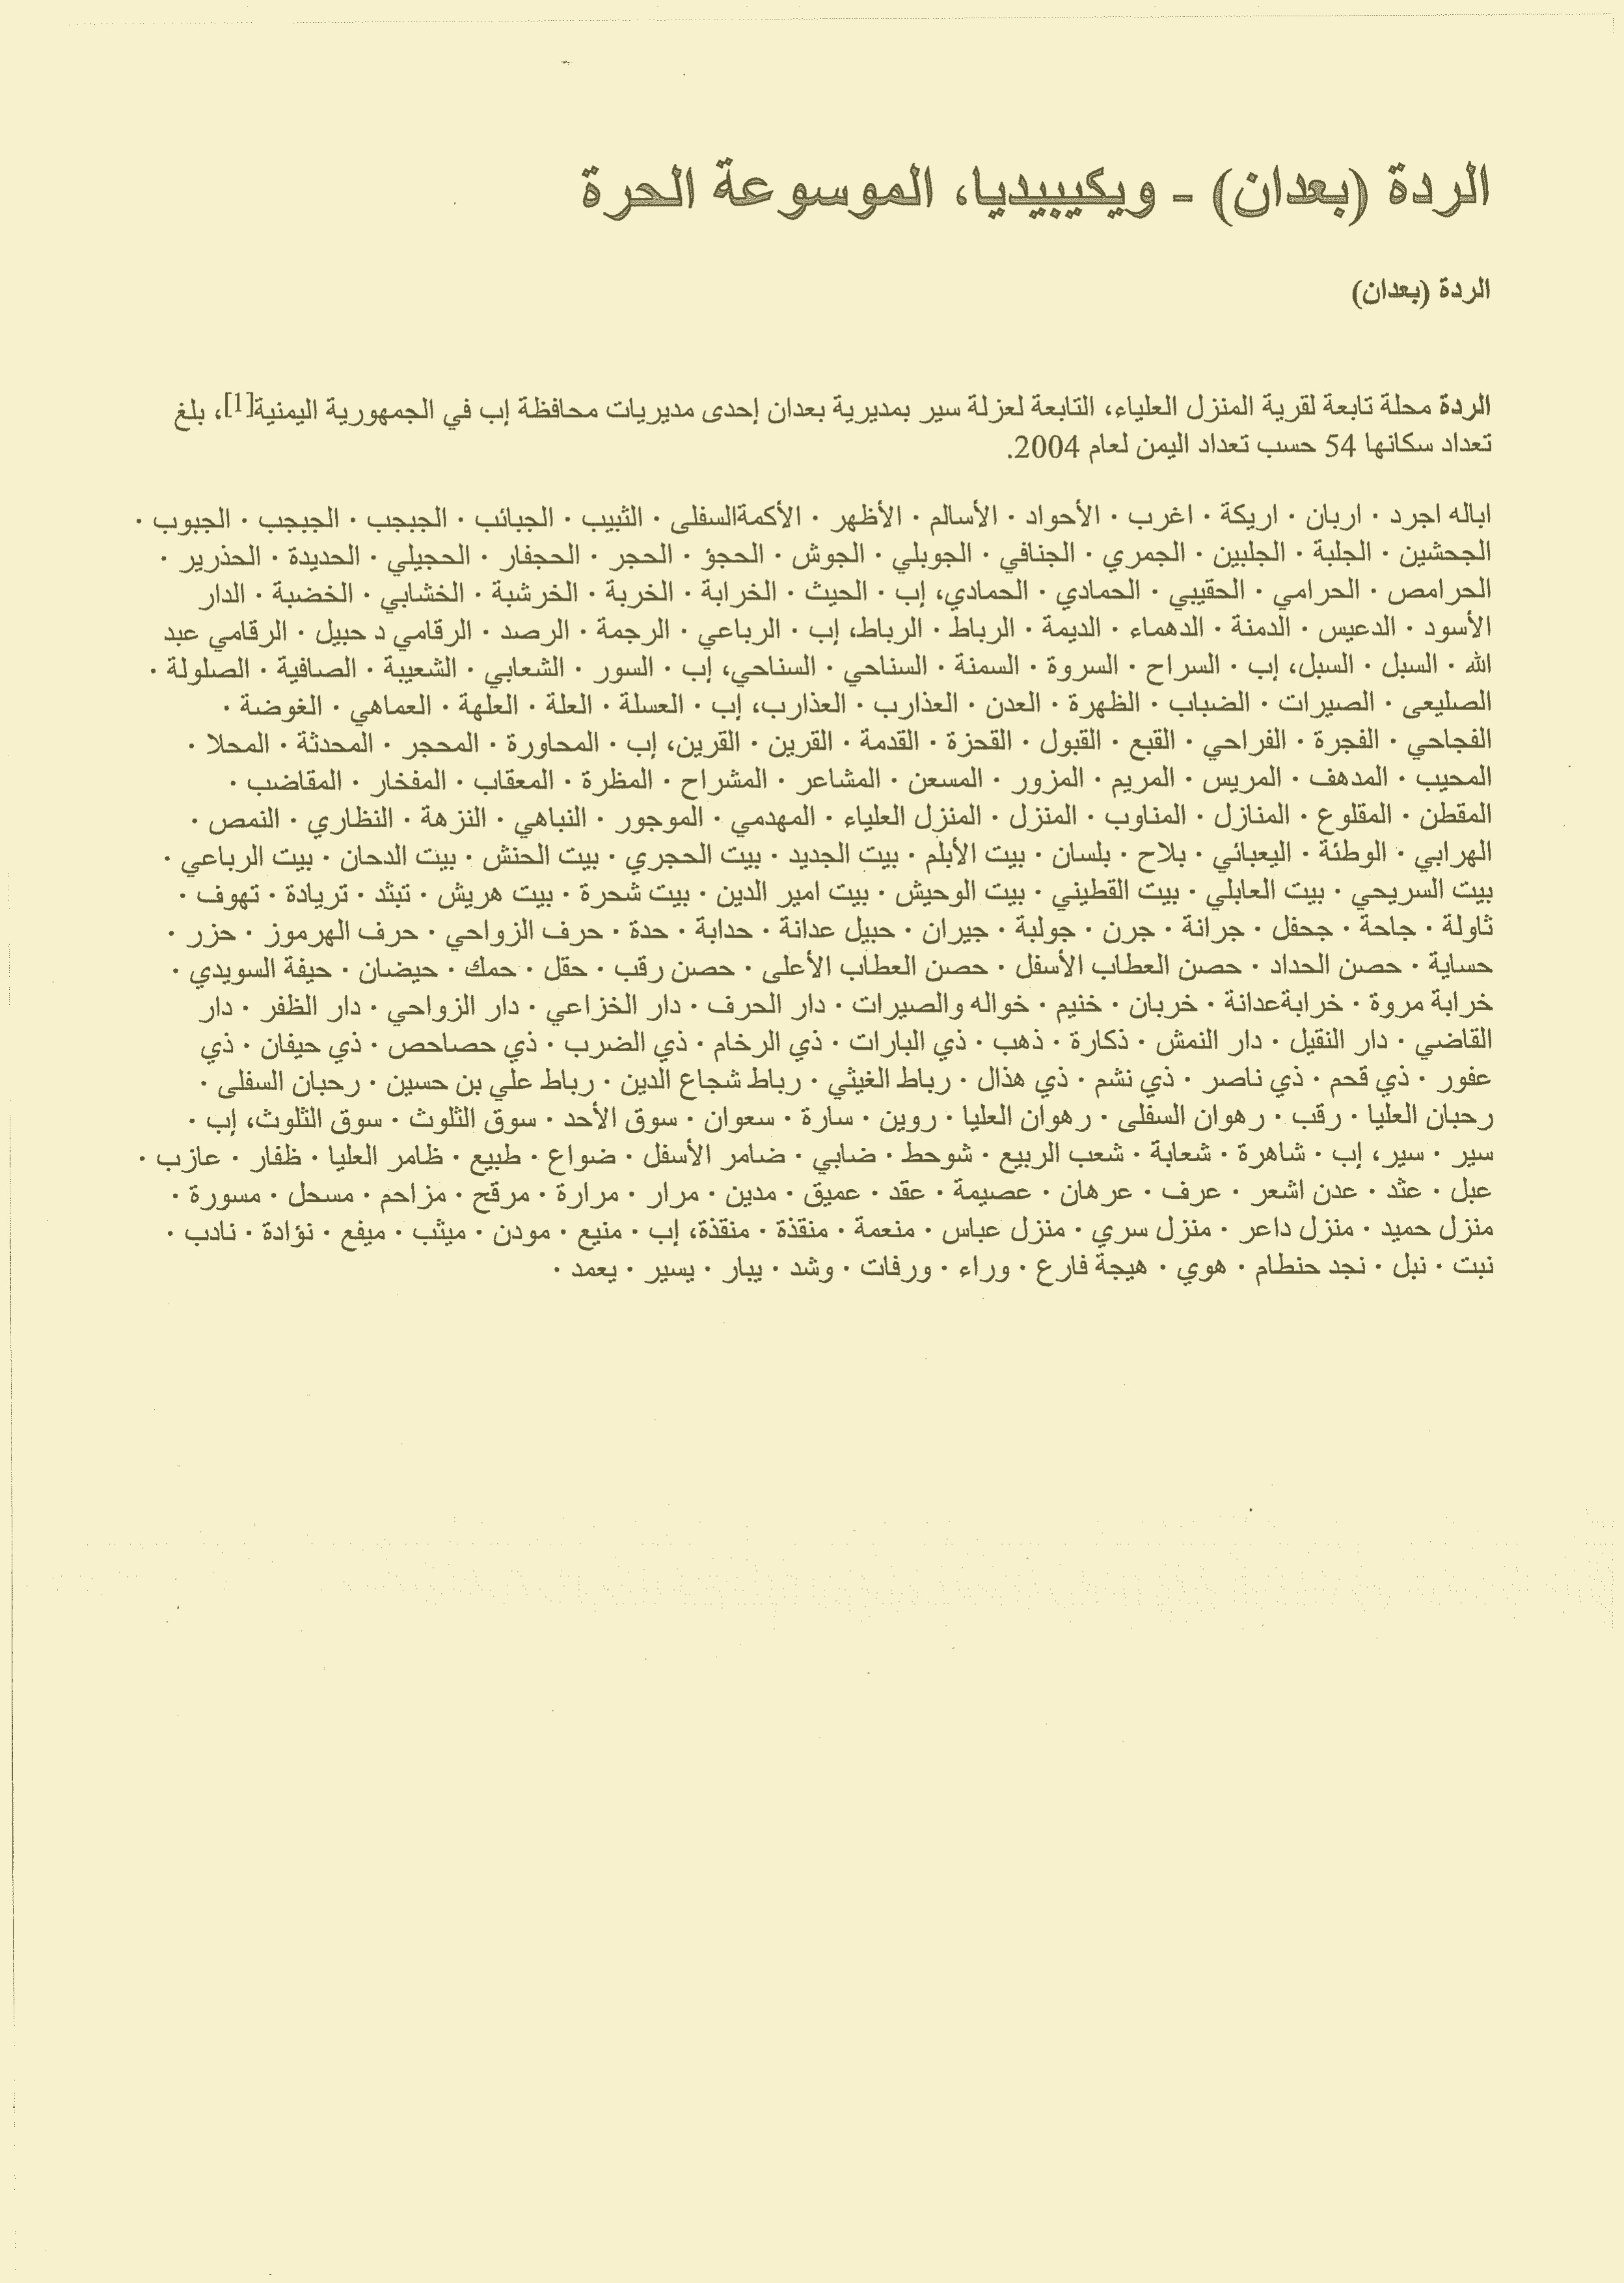 الردة (بعدان) - ويكيبيديا، الموسوعة الحرة
الردة (بعدان)
الردة محلة تابعة لقرية المنزل العلياء، التابعة لعزلة سير بمديرية بعدان إحدى مديريات محافظة إب في الجمهورية اليمنية[1]، بلغ
تعداد سكانها 54 حسب تعداد اليمن لعام 2004.
اباله اجرد · اربان · اريكة · اغرب · الأحواد · الأسالم · الأظهر · الأكمةالسفلى · الثبيب · الجبائب · الجبجب · الجبجب · الجبوب ·
الجحشين · الجلبة · الجلبين · الجمري · الجنافي · الجوبلي · الجوش · الحجؤ · الحجر · الحجفار · الحجيلي · الحديدة · الحذرير ·
الحرامص · الحرامي · الحقيبي · الحمادي · الحمادي، إب · الحيث · الخرابة · الخربة · الخرشبة · الخشابي · الخضبة · الدار
الأسود · الدعيس · الدمنة · الدهماء · الديمة · الرباط · الرباط، إب · الرباعي · الرجمة · الرصد · الرقامي د حبيل · الرقامي عبد
الله · السبل · السبل، إب · السراح · السروة · السمنة · السناحي · السناحي، إب · السور · الشعابي · الشعيبة · الصافية · الصلولة ·
الصليعى · الصيرات · الضباب · الظهرة · العدن · العذارب · العذارب، إب · العسلة · العلة · العلهة · العماهي · الغوضة ·
الفجاحي · الفجرة · الفراحي · القبع · القبول · القحزة · القدمة · القرين · القرين، إب · المحاورة · المحجر · المحدثة · المحلا ·
المحيب · المدهف · المريس · المريم · المزور · المسعن · المشاعر · المشراح · المظرة · المعقاب · المفخار · المقاضب ·
المقطن · المقلوع · المنازل · المناوب · المنزل · المنزل العلياء · المهدمي · الموجور · النباهي · النزهة · النظاري · النمص ·
الهرابي · الوطئة · اليعبائي · بلاح · بلسان · بيت الأبلم · بيت الجديد · بيت الحجري · بيت الحنش · بيت الدحان · بيت الرباعي ·
بيت السريحي · بيت العابلي · بيت القطيني · بيت الوحيش · بيت امير الدين · بيت شحرة · بيت هريش · تبثد · تريادة · تهوف ·
ثاولة · جاحة · جحفل · جرانة · جرن · جولبة · جيران · حبيل عدانة · حدابة · حدة · حرف الزواحي · حرف الهرموز · حزر ·
حساية · حصن الحداد · حصن العطاب الأسفل · حصن العطاب الأعلى · حصن رقب · حقل · حمك · حيضان · حيفة السويدي ·
خرابة مروة · خرابةعدانة · خربان · خنيم · خواله والصيرات · دار الحرف · دار الخزاعي · دار الزواحي · دار الظفر · دار
القاضي · دار النقيل · دار النمش · ذكارة · ذهب · ذي البارات · ذي الرخام · ذي الضرب · ذي حصاحص · ذي حيفان · ذي
عفور · ذي قحم · ذي ناصر · ذي نشم · ذي هذال · رباط الغيثي · رباط شجاع الدين · رباط علي بن حسين · رحبان السفلى ·
رحبان العليا · رقب · رهوان السفلى · رهوان العليا · روين · سارة · سعوان · سوق الأحد · سوق الثلوث · سوق الثلوث، إب ·
سير · سير، إب · شاهرة · شعابة · شعب الربيع · شوحط · ضابي · ضامر الأسفل · ضواع · طبيع · ظامر العليا · ظفار · عازب ·
عبل · عثد · عدن اشعر · عرف · عرهان · عصيمة · عقد · عميق · مدين · مرار · مرارة · مرقح · مزاحم · مسحل · مسورة ·
منزل حميد · منزل داعر · منزل سري · منزل عباس · منعمة · منقذة · منقذة، إب · منيع · مودن · ميثب · ميفع · نؤادة · نادب ·
نبت · نبل · نجد حنطام · هوي · هيجة فارع · وراء · ورفات · وشد · يبار · يسير · يعمد ·